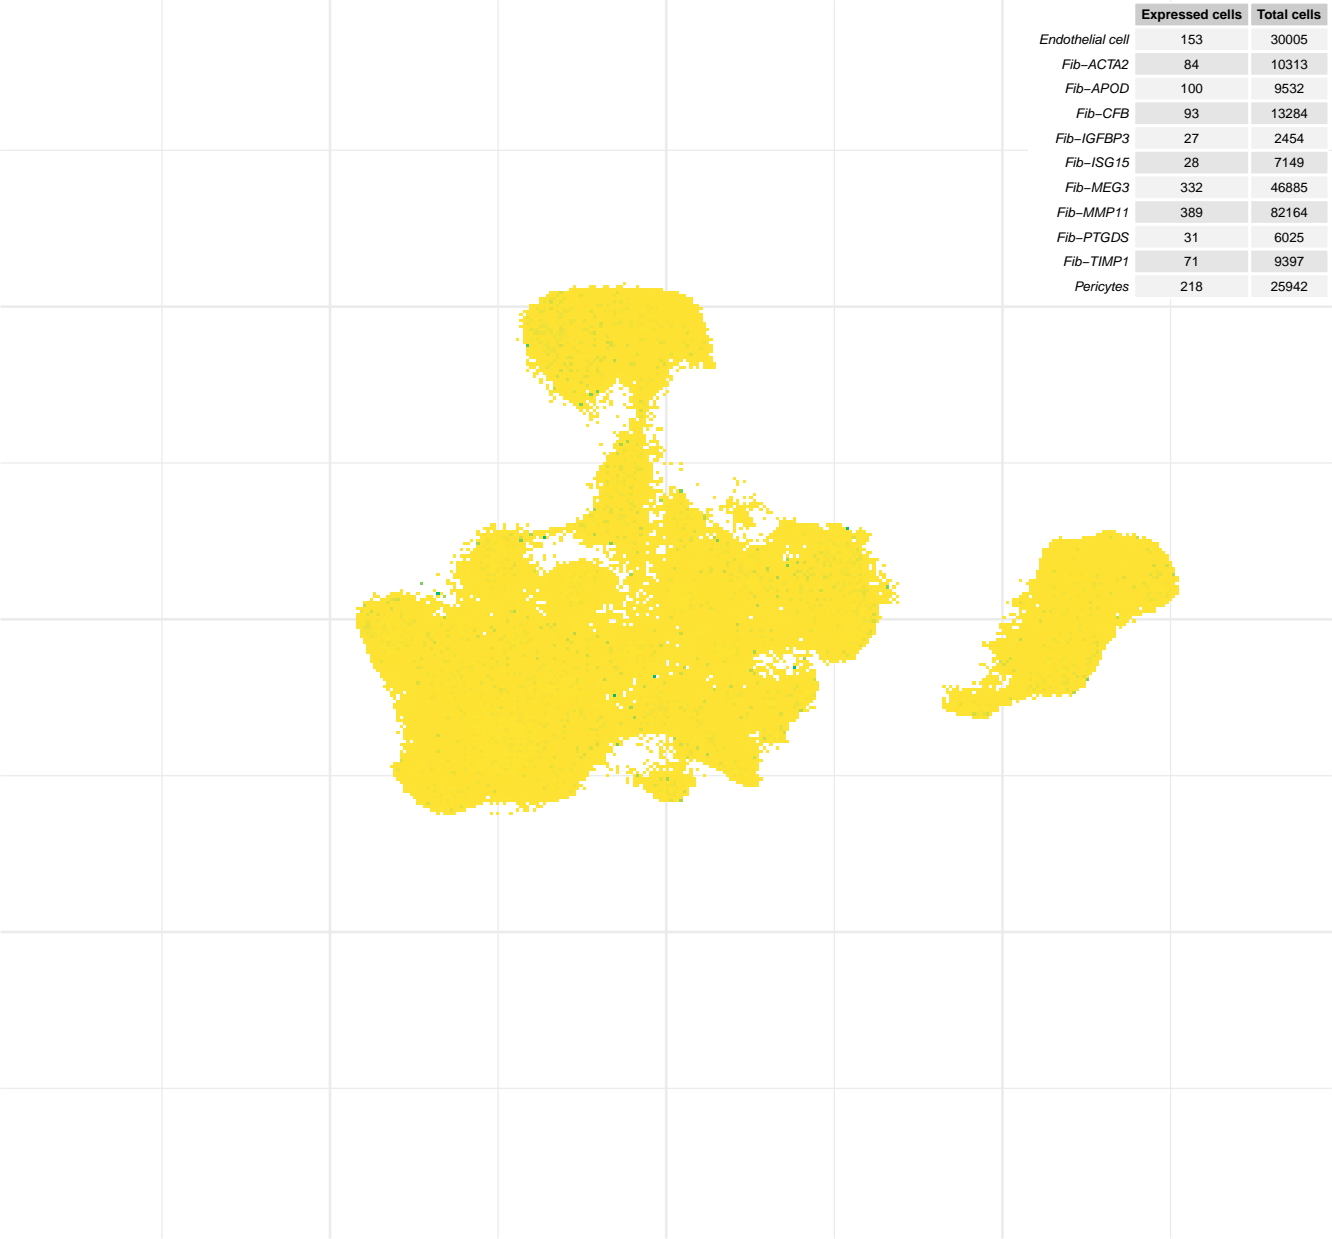 Expressed cells Total cells
Endothelial cell 153 30005
Fib−ACTA2 84 10313
Fib−APOD 100 9532
Fib−CFB 93 13284
Fib−IGFBP3 27 2454
Fib−ISG15 28 7149
Fib−MEG3 332 46885
Fib−MMP11 389 82164
Fib−PTGDS 31 6025
Fib−TIMP1 71 9397
Pericytes 218 25942